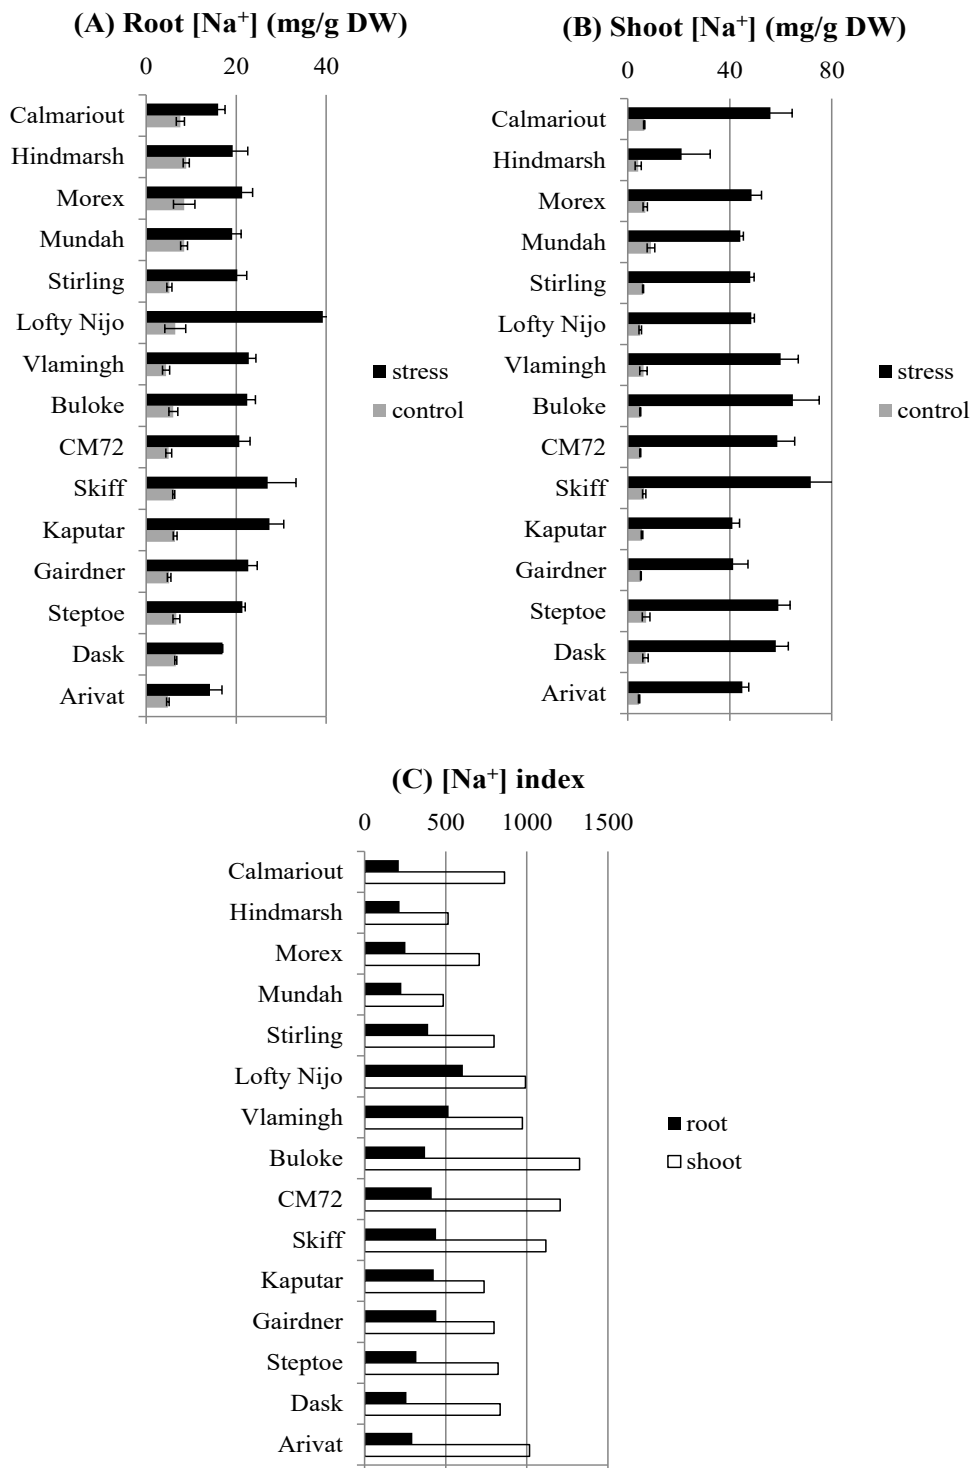 (A) Root [Na⁺] (mg/g DW)
0 20 40
Calmariout
Hindmarsh
Morex
Mundah
Stirling
Lofty Nijo
Vlamingh
Buloke
CM72
Skiff
Kaputar
Gairdner
Steptoe
Dask
Arivat
stress
control
(B) Shoot [Na⁺] (mg/g DW)
0 40 80
Calmariout
Hindmarsh
Morex
Mundah
Stirling
Lofty Nijo
Vlamingh
Buloke
CM72
Skiff
Kaputar
Gairdner
Steptoe
Dask
Arivat
stress
control
(C) [Na⁺] index
0 500 1000 1500
Calmariout
Hindmarsh
Morex
Mundah
Stirling
Lofty Nijo
Vlamingh
Buloke
CM72
Skiff
Kaputar
Gairdner
Steptoe
Dask
Arivat
root
shoot